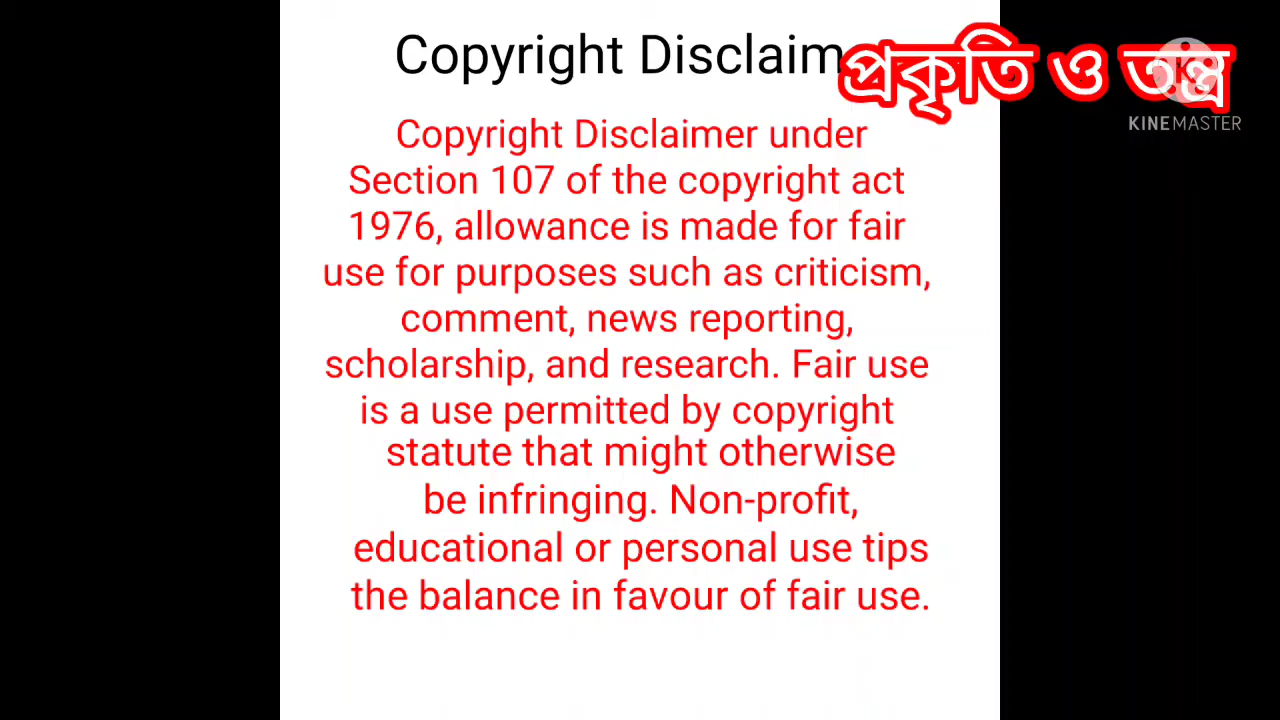 Copyright Disclaim
প্রকৃতি ও তন্ত্র
KINEMASTER
Copyright Disclaimer under
Section 107 of the copyright act
1976, allowance is made for fair
use for purposes such as criticism,
comment, news reporting,
scholarship, and research. Fair use
is a use permitted by copyright
statute that might otherwise
be infringing. Non-profit,
educational or personal use tips
the balance in favour of fair use.